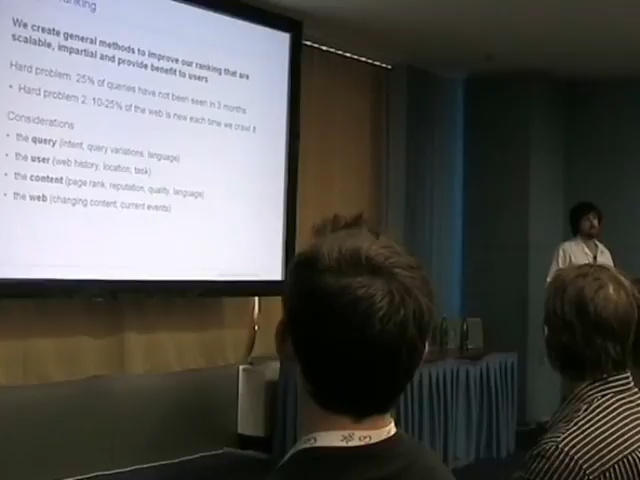 ranking
We create general methods to improve our ranking that are
scalable, impartial and provide benefit to users
Hard problem: 25% of queries have not been seen in 3 months
• Hard problem 2: 10-25% of the web is new each time we crawl it
Considerations
• the query (intent, query variations, language)
• the user (web history, location, task)
• the content (page rank, reputation, quality, language)
• the web (changing content, current events)